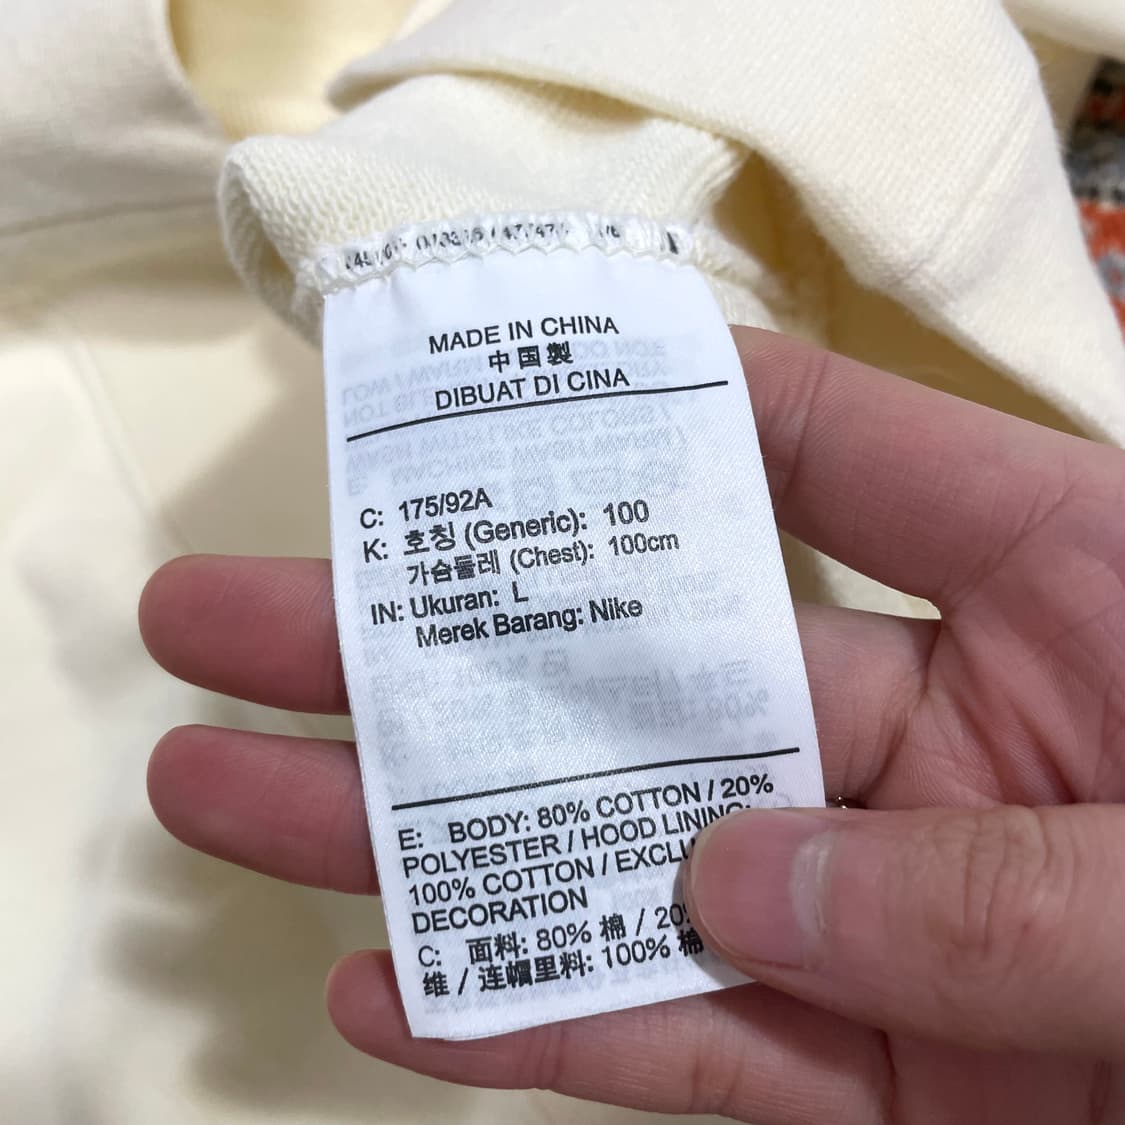 MADE IN CHINA
中国製
DIBUAT DI CINA
C: 175/92A
K: 호칭 (Generic): 100
가슴둘레 (Chest): 100cm
IN: Ukuran: L
Merek Barang: Nike
E: BODY: 80% COTTON / 20%
POLYESTER / HOOD LINING:
100% COTTON /
DECORATION
C: 面料: 80% 棉 /
维 / 连帽里料: 100% 棉